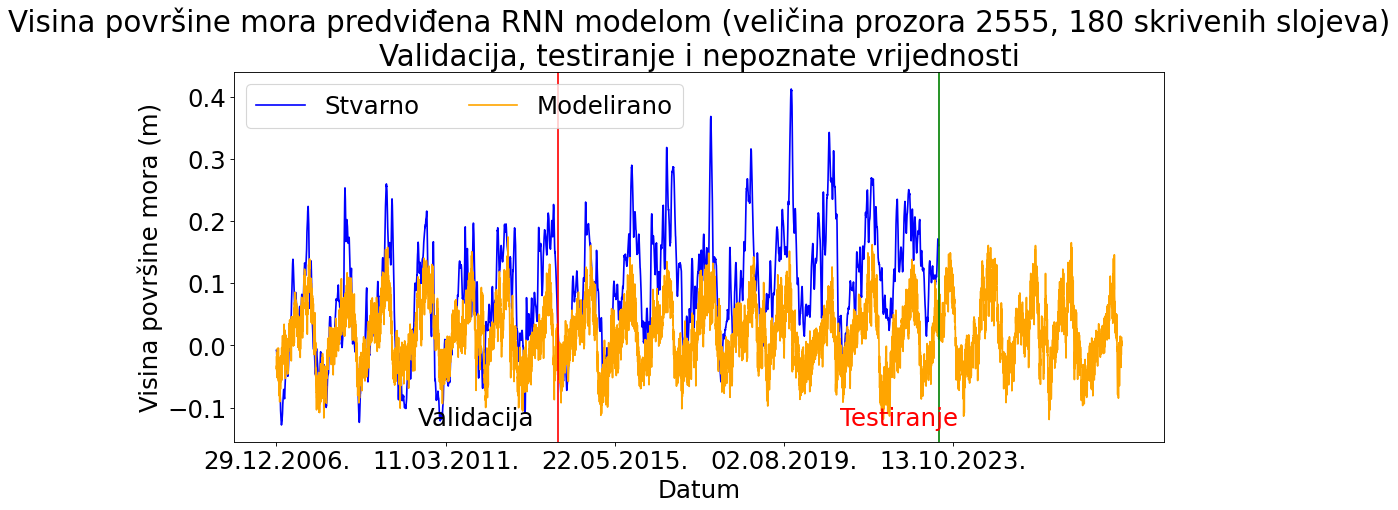 Visina površine mora predviđena RNN modelom (veličina prozora 2555, 180 skrivenih slojeva)
Validacija, testiranje i nepoznate vrijednosti
Stvarno
Modelirano
Visina površine mora (m)
0.4
0.3
0.2
0.1
0.0
−0.1
Validacija
Testiranje
29.12.2006.
11.03.2011.
22.05.2015.
02.08.2019.
13.10.2023.
Datum